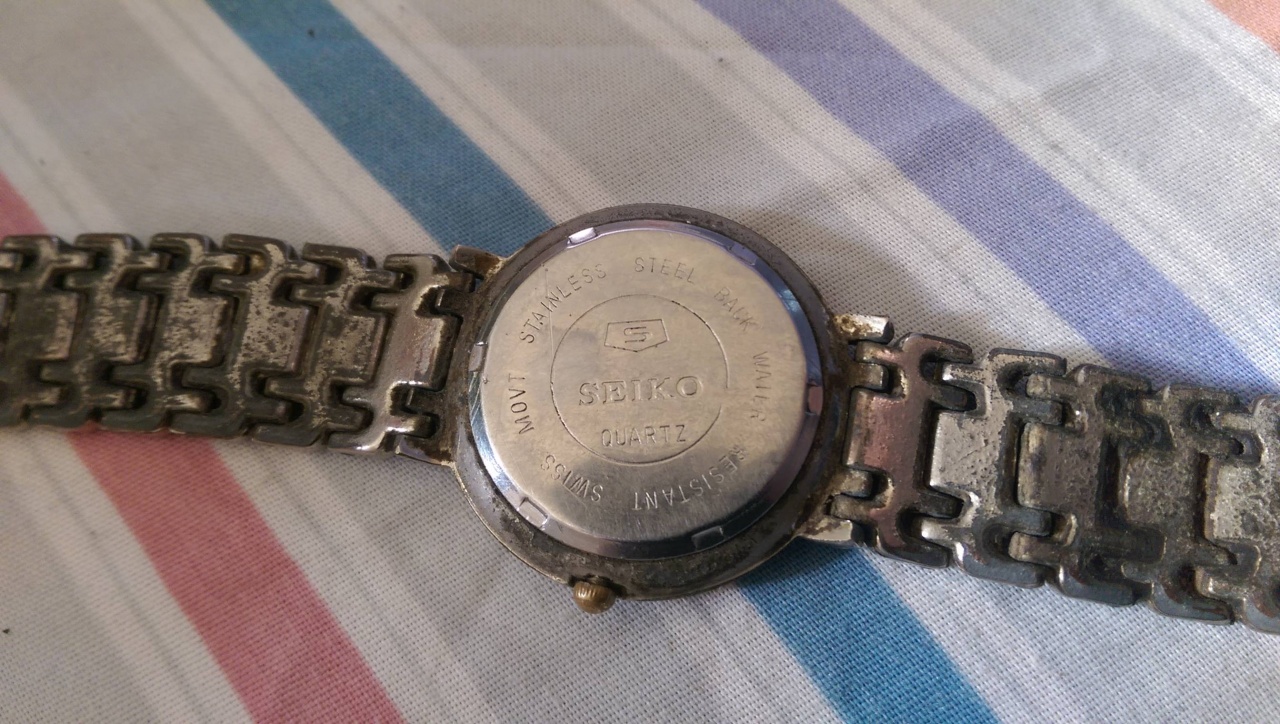 STAINLESS STEEL BACK WATER RESISTANT SWISS MOVT
S
SEIKO
QUARTZ